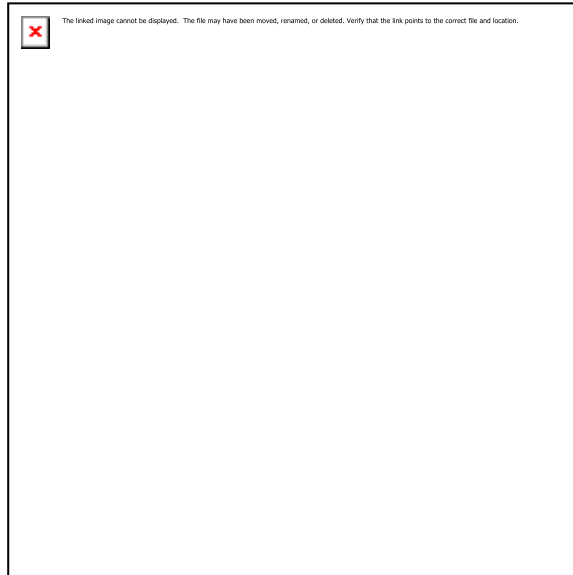 The linked image cannot be displayed.  The file may have been moved, renamed, or deleted. Verify that the link points to the correct file and location.